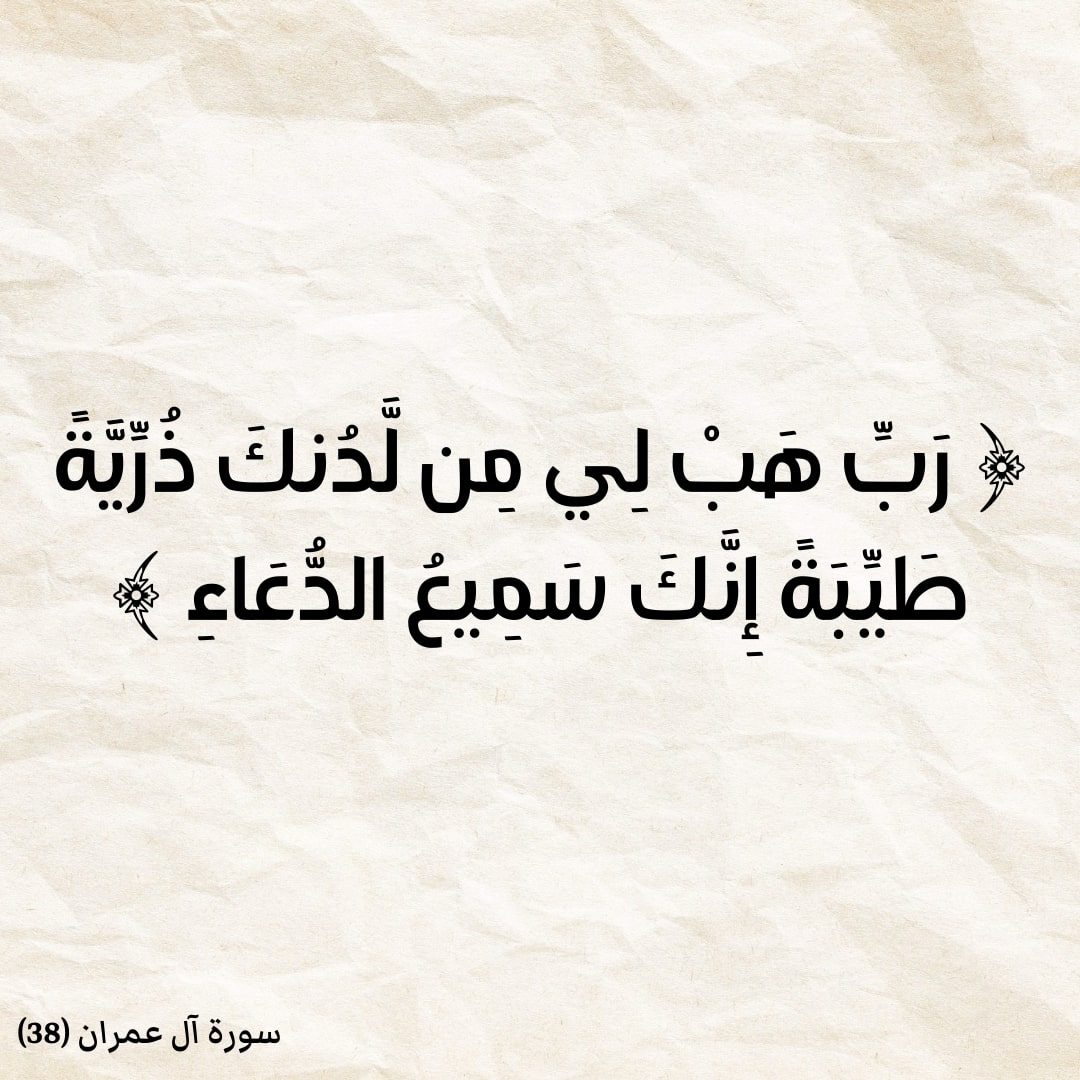 ﴿ رَبِّ هَبْ لِي مِن لَّدُنكَ ذُرِّيَّةً
طَيِّبَةً إِنَّكَ سَمِيعُ الدُّعَاءِ ﴾
سورة آل عمران (38)